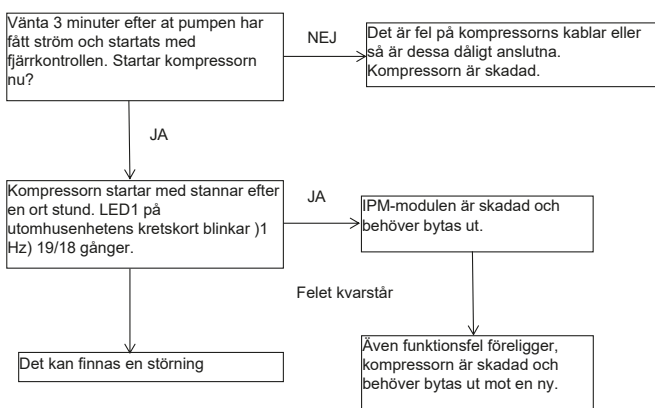 Vänta 3 minuter efter at pumpen har
fått ström och startats med
fjärrkontrollen. Startar kompressorn
nu?
NEJ
Det är fel på kompressorns kablar eller
så är dessa dåligt anslutna.
Kompressorn är skadad.
JA
Kompressorn startar med stannar efter
en ort stund. LED1 på
utomhusenhetens kretskort blinkar )1
Hz) 19/18 gånger.
JA
IPM-modulen är skadad och
behöver bytas ut.
Felet kvarstår
Det kan finnas en störning
Även funktionsfel föreligger,
kompressorn är skadad och
behöver bytas ut mot en ny.